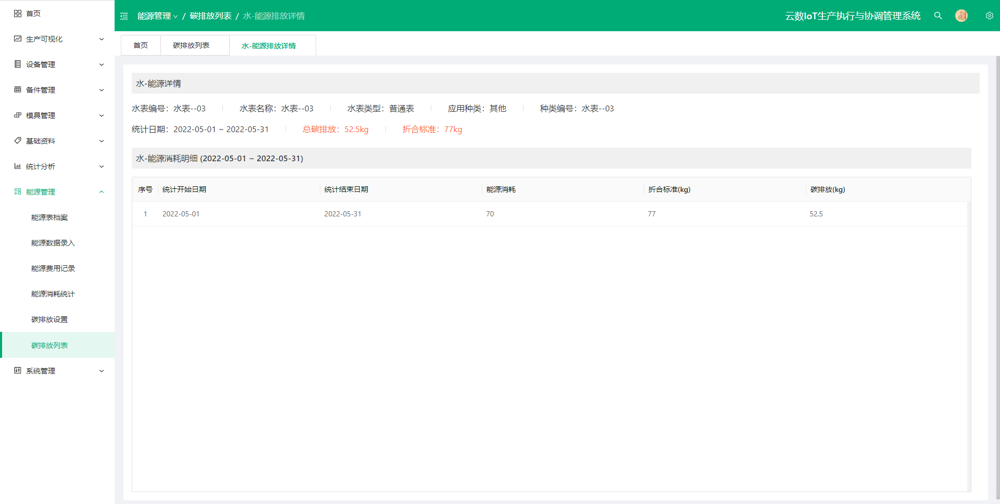 首页
生产可视化
设备管理
备件管理
模具管理
基础资料
统计分析
能源管理
能源表档案
能源数据录入
能源费用记录
能源消耗统计
碳排放设置
碳排放列表
系统管理
能源管理 / 碳排放列表 / 水-能源排放详情
云数IoT生产执行与协调管理系统
首页 碳排放列表 水-能源排放详情
水-能源详情
水表编号：水表--03 水表名称：水表--03 水表类型：普通表 应用种类：其他 种类编号：水表--03
统计日期：2022-05-01 ~ 2022-05-31 总碳排放：52.5kg 折合标准：77kg
水-能源消耗明细 (2022-05-01 ~ 2022-05-31)
序号 统计开始日期 统计结束日期 能源消耗 折合标准(kg) 碳排放(kg)
1 2022-05-01 2022-05-31 70 77 52.5